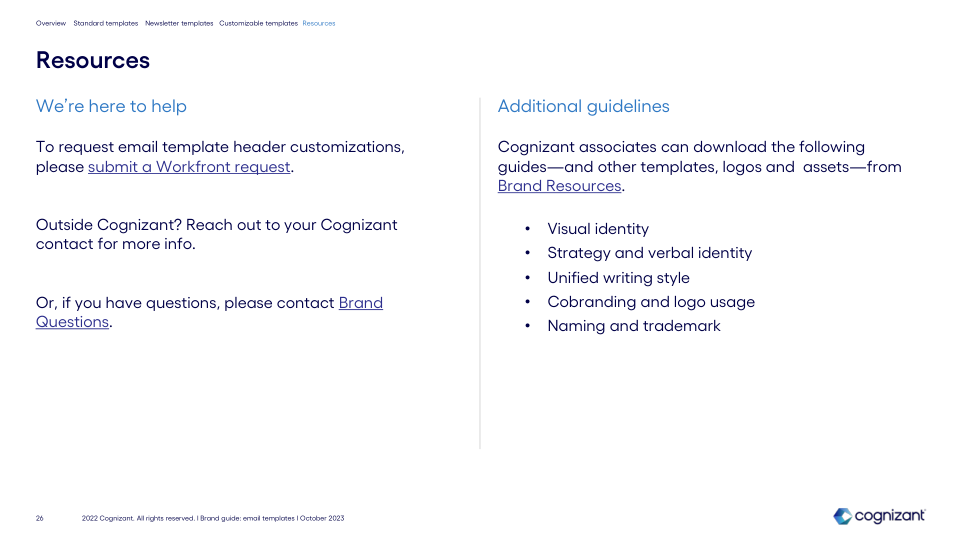 Overview Standard templates Newsletter templates Customizable templates Resources
Resources
We're here to help
To request email template header customizations,
please submit a Workfront request.
Outside Cognizant? Reach out to your Cognizant
contact for more info.
Or, if you have questions, please contact Brand
Questions.
Additional guidelines
Cognizant associates can download the following
guides—and other templates, logos and  assets—from
Brand Resources.
• Visual identity
• Strategy and verbal identity
• Unified writing style
• Cobranding and logo usage
• Naming and trademark
26 2022 Cognizant. All rights reserved. I Brand guide: email templates I October 2023
cognizant